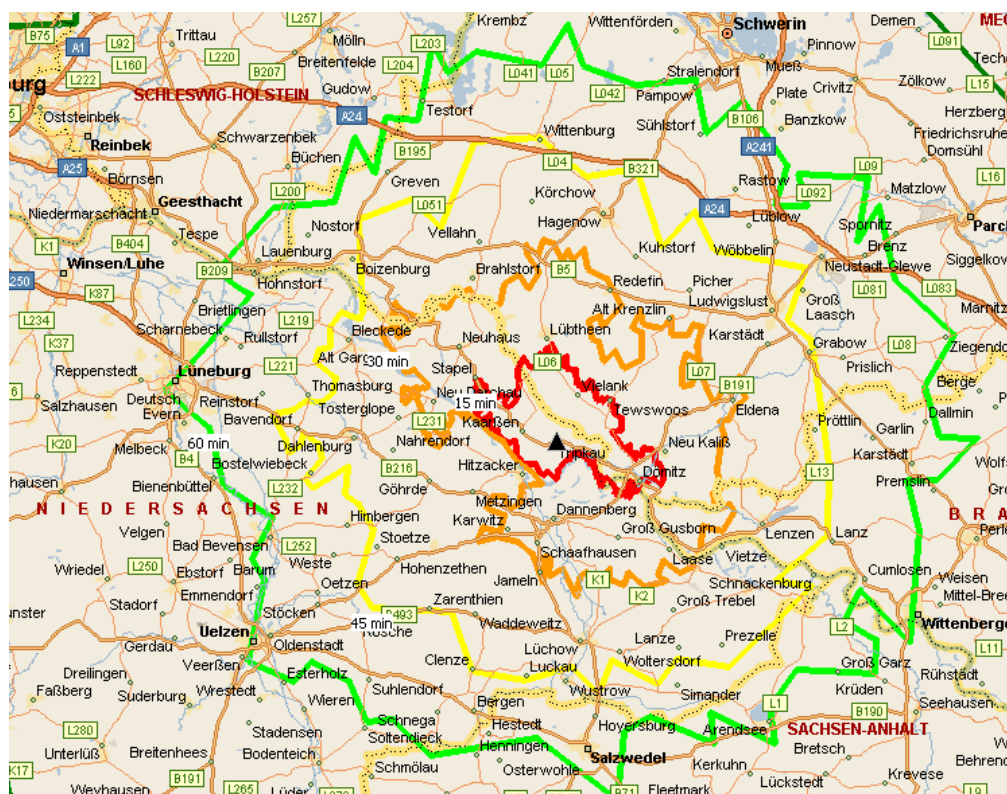 L257
Krembz
Wittenförden
Schwerin
Demen
B75
A1
L92
Trittau
L220
Mölln
L203
Pinnow
L091
L160
B207
Breitenfelde
L204
L041
L05
Mueß
L222
Gudow
Stralendorf
Zölkow
L15
SCHLESWIG-HOLSTEIN
L042
Pampow
Plate
Crivitz
Oststeinbek
A24
Testorf
B106
Herzberg
Reinbek
Schwarzenbek
Wittenburg
Sühlstorf
Banzkow
Friedrichsruhe
A241
Domsühl
Büchen
B195
L04
B321
L09
L16
A25
Börnsen
Greven
Körchow
Rastow
L092
Matzlow
L200
Geesthacht
L051
Hagenow
A24
Lüblow
Niedermarschacht
Nostorf
Vellahn
Spornitz
Parch
Tespe
Kuhstorf
Wöbbelin
Brenz
K1
B404
Lauenburg
Siggelkow
Winsen/Luhe
B209
Boizenburg
Brahlstorf
B5
Neustadt-Glewe
250
Hohnstorf
Redefin
Picher
L081
L083
K87
Brietlingen
Alt Krenzlin
Ludwigslust
Groß Laasch
Marnitz
L234
Scharnebeck
L219
Bleckede
Lübtheen
Karstädt
K37
Rullstorf
Neuhaus
Grabow
L08
Ziegendo
Alt Garge
30 min
L06
Reppenstedt
L221
Stapel
L07
Prislich
Lüneburg
Thomasburg
Neu Darchau
Vielank
B191
Berge
Salzhausen
Deutsch Evern
Reinstorf
Tosterglope
15 min
Tewswoos
Eldena
Dallmin
Bavendorf
L231
Kaarßen
Pröttlin
K20
60 min
Dahlenburg
Nahrendorf
Neu Kaliß
Garlin
Melbeck
B4
Tripkau
Karstädt
Bostelwiebeck
B216
Hitzacker
Dömitz
L13
Bienenbüttel
L232
Göhrde
Metzingen
Premslin
NIEDERSACHSEN
Dannenberg
BRA
Himbergen
Karwitz
Groß Gusborn
Lenzen
Lanz
Velgen
Bad Bevensen
L252
Stoetze
Schaafhausen
Vietze
Laase
Wriedel
L250
Ebstorf
Barum
Weste
Hohenzethen
Cumlosen
Weisen
Emmendorf
Oetzen
Jameln
K1
Schnackenburg
Stadorf
Stöcken
B493
Zarenthien
K2
Groß Trebel
Wittenberge
Uelzen
45 min
Rosche
Waddeweitz
Lanze
Prezelle
L2
Gerdau
Oldenstadt
L11
Veerßen
Esterholz
Clenze
Lüchow
Woltersdorf
Groß Garz
Dreilingen
Luckau
Rühstädt
Faßberg
Suderburg
Wrestedt
Wieren
Suhlendorf
Bergen
Wustrow
Simander
Krüden
Seehausen
L1
B190
L280
Stadensen
Schnega
Hestedt
Hoyersburg
Arendsee
SACHSEN-ANHALT
Unterlüß
Breitenhees
Bodenteich
Soltendieck
Henningen
Salzwedel
Bretsch
K17
B191
Schmölau
Osterwohle
Kerkuhn
Krevese
Weyhausen
L265
Lüder
B71
Fleetmark
Lückstedt
L9